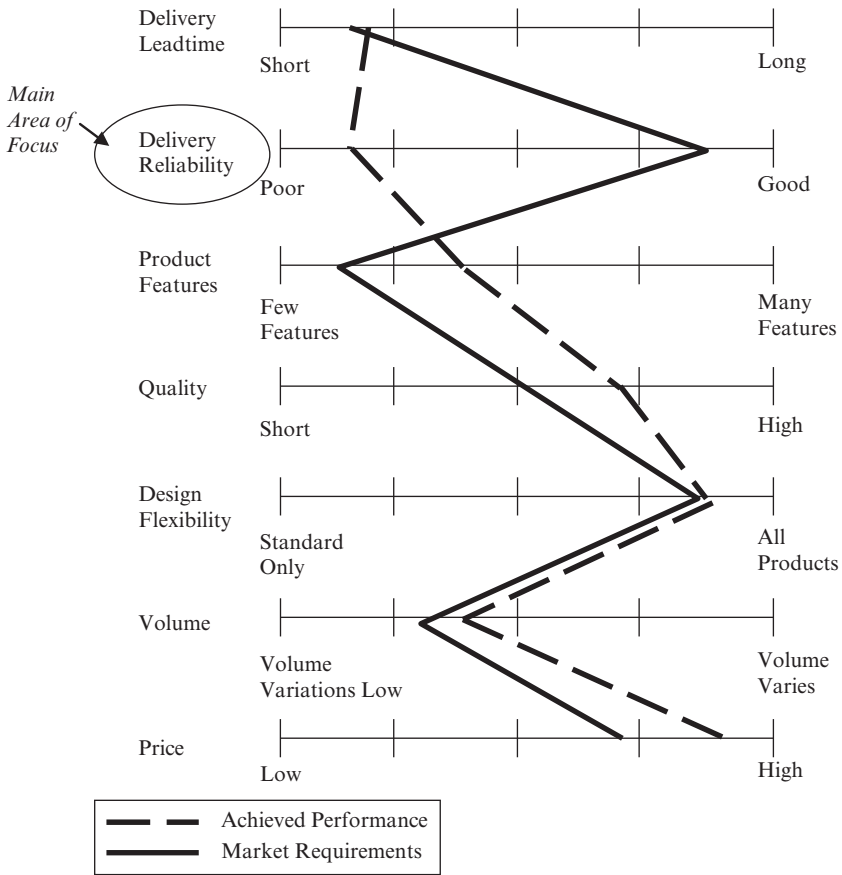 Delivery
Leadtime
Short
Long
Main
Area of
Focus
Delivery
Reliability
Poor
Good
Product
Features
Few
Features
Many
Features
Quality
Short
High
Design
Flexibility
Standard
Only
All
Products
Volume
Volume
Variations Low
Volume
Varies
Price
Low
High
Achieved Performance
Market Requirements